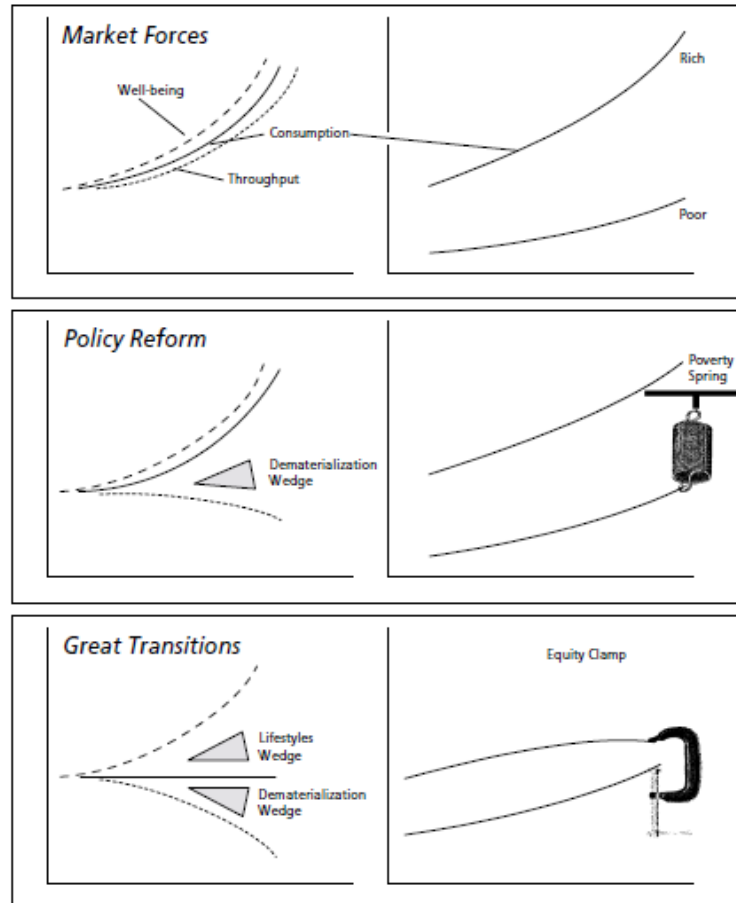 Market Forces
Well-being
Consumption
Throughput
Rich
Poor
Policy Reform
Dematerialization
Wedge
Poverty
Spring
Great Transitions
Lifestyles
Wedge
Dematerialization
Wedge
Equity Clamp